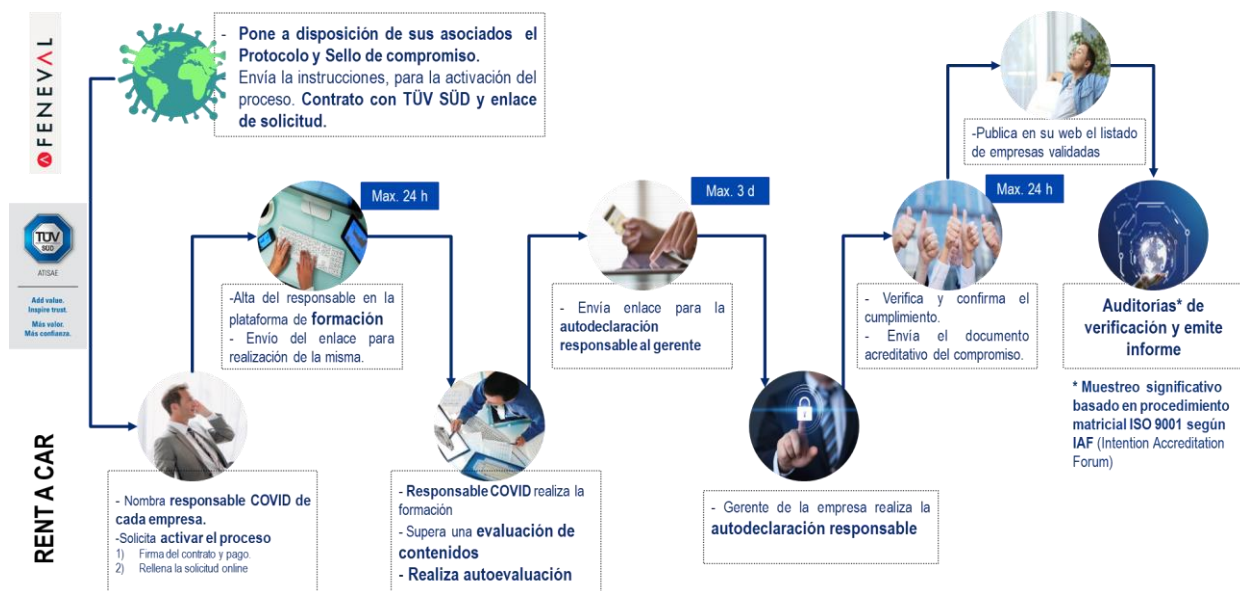 FENEVAL
- Pone a disposición de sus asociados el
Protocolo y Sello de compromiso.
Envía la instrucciones, para la activación del
proceso. Contrato con TÜV SÜD y enlace
de solicitud.
-Publica en su web el listado
de empresas validadas
Max. 24 h
Max. 3 d
Max. 24 h
TÜV
SÜD
ATISAE
Add value.
Inspire trust.
Más valor.
Más confianza.
-Alta del responsable en la
plataforma de formación
- Envío del enlace para
realización de la misma.
- Envía enlace para la
autodeclaración
responsable al gerente
- Verifica y confirma el
cumplimiento.
- Envía el documento
acreditativo del compromiso.
Auditorías* de
verificación y emite
informe
* Muestreo significativo
basado en procedimiento
matricial ISO 9001 según
IAF (Intention Accreditation
Forum)
RENT A CAR
- Nombra responsable COVID de
cada empresa.
-Solicita activar el proceso
1) Firma del contrato y pago.
2) Rellena la solicitud online
- Responsable COVID realiza la
formación
- Supera una evaluación de
contenidos
- Realiza autoevaluación
- Gerente de la empresa realiza la
autodeclaración responsable